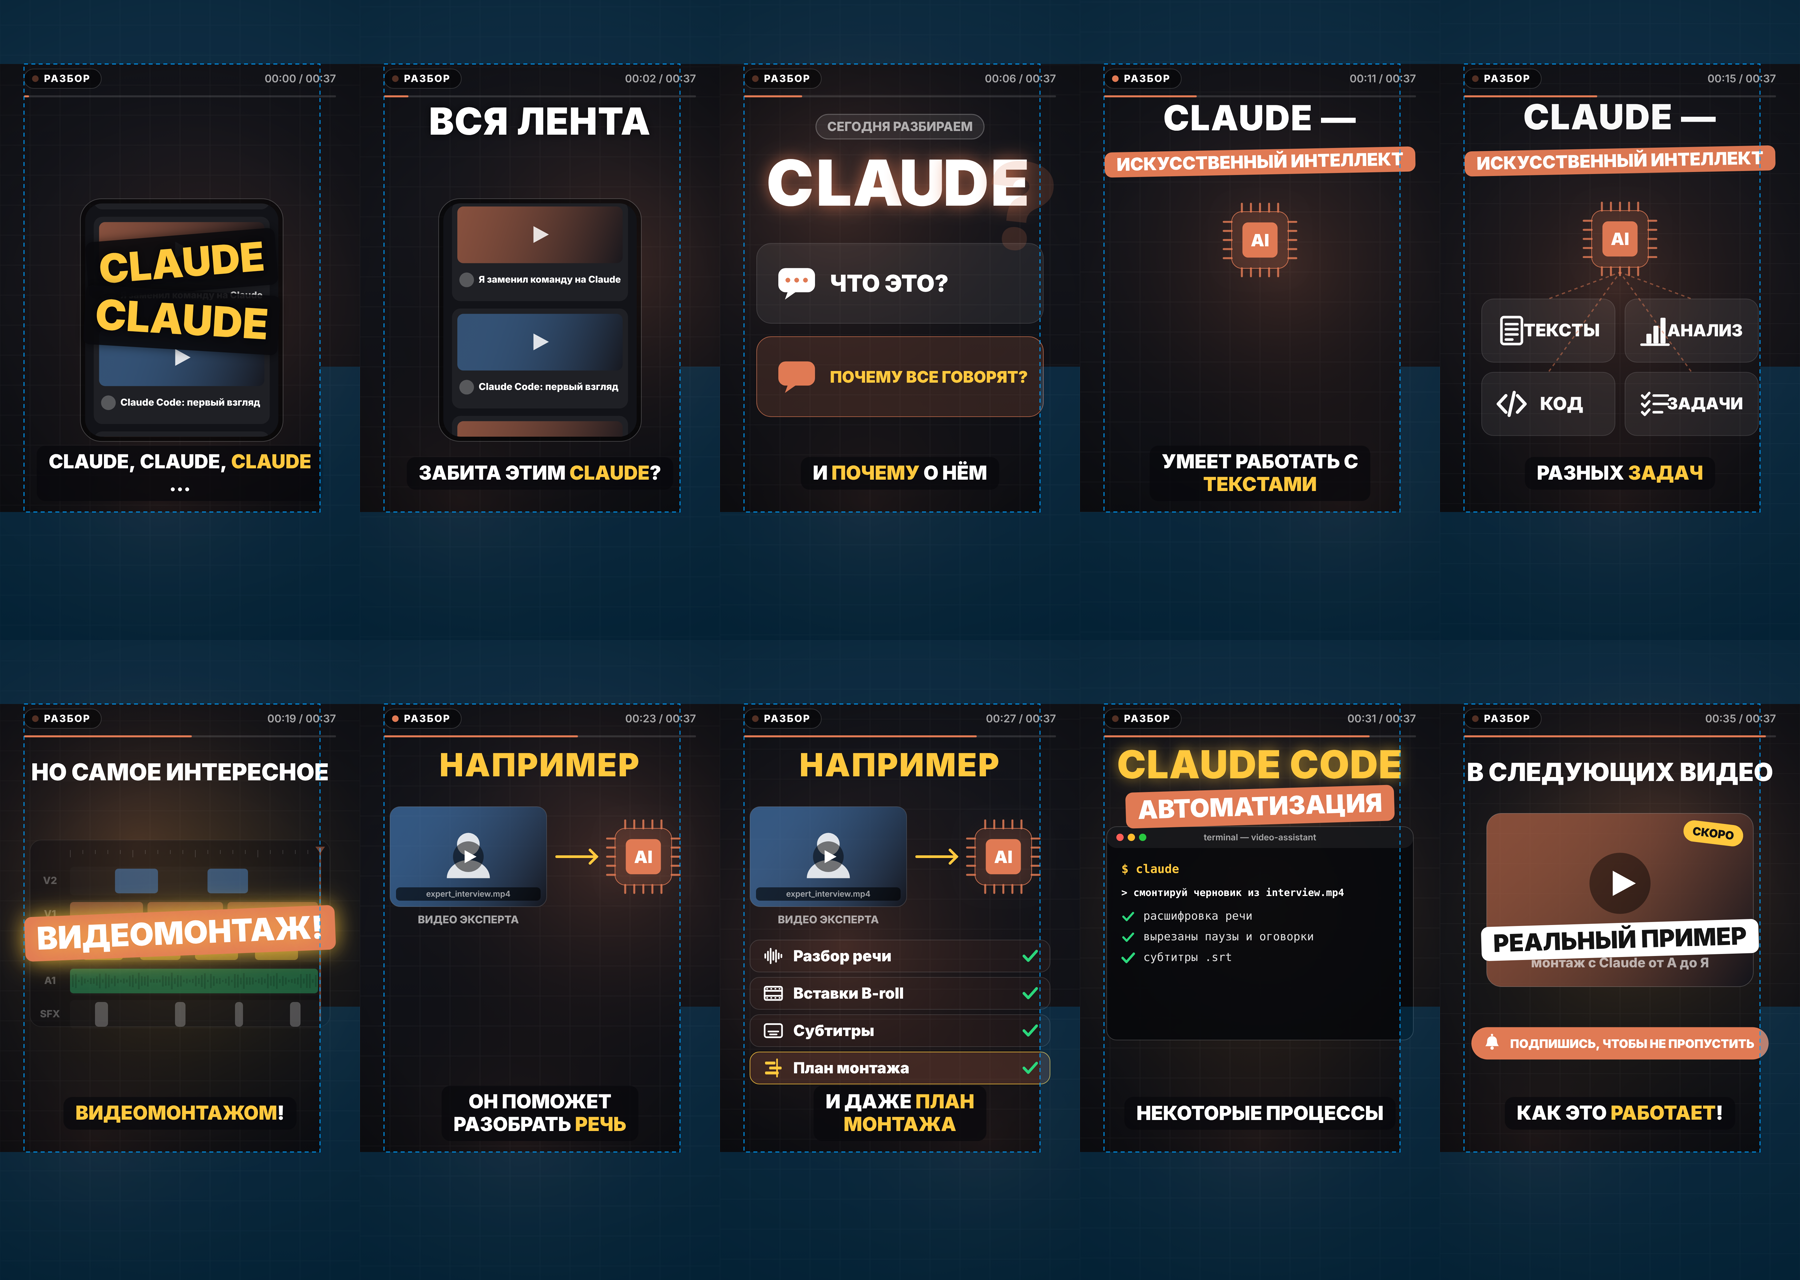 РАЗБОР
00:00 / 00:37
CLAUDE
CLAUDE
Claude Code: первый взгляд
CLAUDE, CLAUDE, CLAUDE
...
РАЗБОР
00:02 / 00:37
ВСЯ ЛЕНТА
Я заменил команду на Claude
Claude Code: первый взгляд
ЗАБИТА ЭТИМ CLAUDE?
РАЗБОР
00:06 / 00:37
СЕГОДНЯ РАЗБИРАЕМ
CLAUDE
?
ЧТО ЭТО?
ПОЧЕМУ ВСЕ ГОВОРЯТ?
И ПОЧЕМУ О НЁМ
РАЗБОР
00:11 / 00:37
CLAUDE —
ИСКУССТВЕННЫЙ ИНТЕЛЛЕКТ
AI
УМЕЕТ РАБОТАТЬ С
ТЕКСТАМИ
РАЗБОР
00:15 / 00:37
CLAUDE —
ИСКУССТВЕННЫЙ ИНТЕЛЛЕКТ
AI
ТЕКСТЫ
АНАЛИЗ
КОД
ЗАДАЧИ
РАЗНЫХ ЗАДАЧ
РАЗБОР
00:19 / 00:37
НО САМОЕ ИНТЕРЕСНОЕ
V2
V1
ВИДЕОМОНТАЖ!
A1
SFX
ВИДЕОМОНТАЖОМ!
РАЗБОР
00:23 / 00:37
НАПРИМЕР
AI
expert_interview.mp4
ВИДЕО ЭКСПЕРТА
ОН ПОМОЖЕТ
РАЗОБРАТЬ РЕЧЬ
РАЗБОР
00:27 / 00:37
НАПРИМЕР
AI
expert_interview.mp4
ВИДЕО ЭКСПЕРТА
Разбор речи
Вставки B-roll
Субтитры
План монтажа
И ДАЖЕ ПЛАН
МОНТАЖА
РАЗБОР
00:31 / 00:37
CLAUDE CODE
АВТОМАТИЗАЦИЯ
terminal — video-assistant
$ claude
> смонтируй черновик из interview.mp4
расшифровка речи
вырезаны паузы и оговорки
субтитры .srt
НЕКОТОРЫЕ ПРОЦЕССЫ
РАЗБОР
00:35 / 00:37
В СЛЕДУЮЩИХ ВИДЕО
СКОРО
РЕАЛЬНЫЙ ПРИМЕР
монтаж с Claude от А до Я
ПОДПИШИСЬ, ЧТОБЫ НЕ ПРОПУСТИТЬ
КАК ЭТО РАБОТАЕТ!